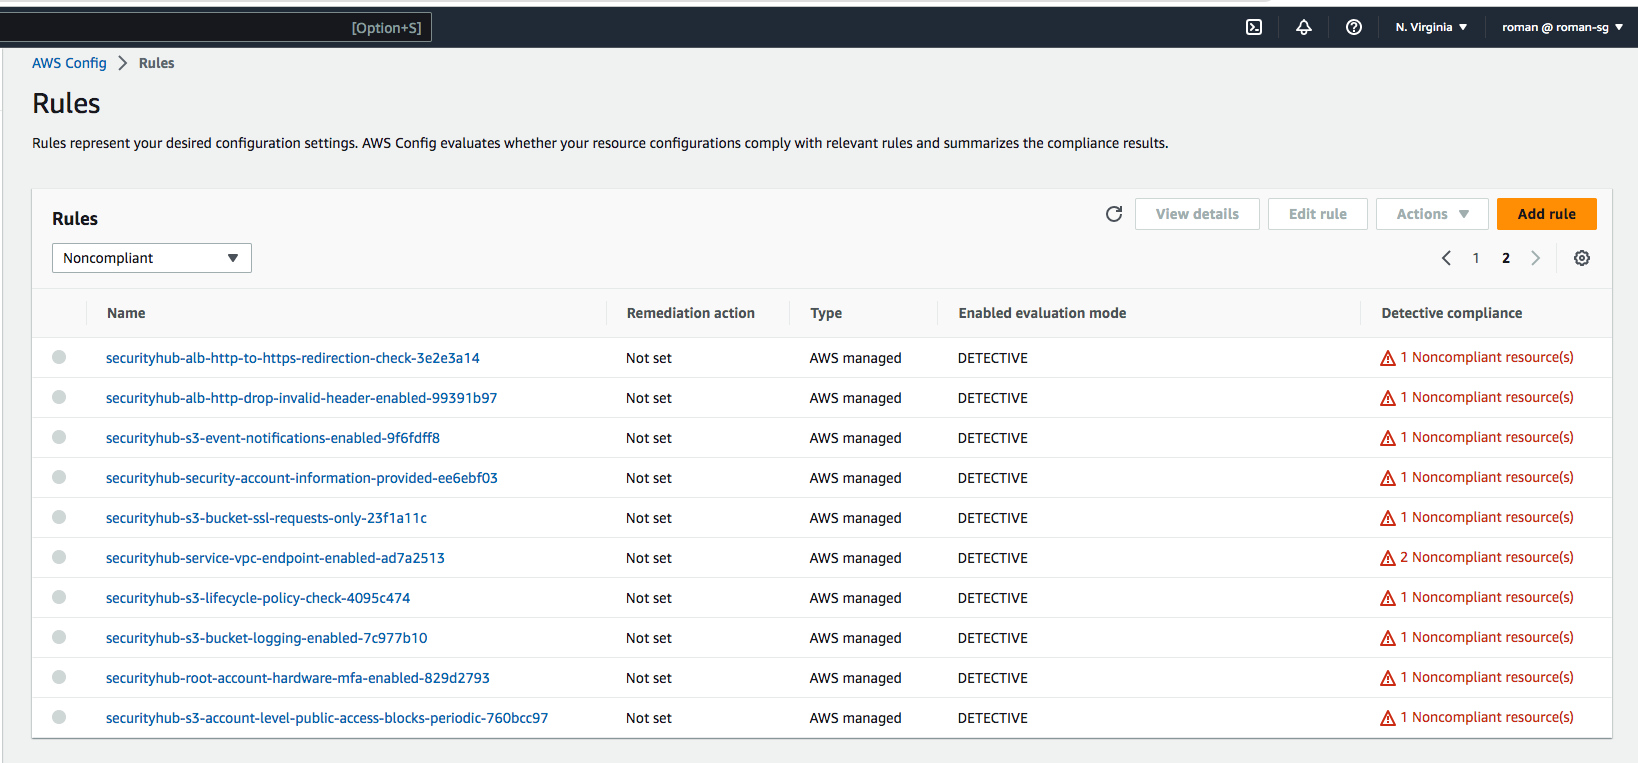 [Option+S]
N. Virginia
roman @ roman-sg
AWS Config > Rules
Rules
Rules represent your desired configuration settings. AWS Config evaluates whether your resource configurations comply with relevant rules and summarizes the compliance results.
Rules
View details
Edit rule
Actions
Add rule
Noncompliant
1 2
Name Remediation action Type Enabled evaluation mode Detective compliance
securityhub-alb-http-to-https-redirection-check-3e2e3a14 Not set AWS managed DETECTIVE 1 Noncompliant resource(s)
securityhub-alb-http-drop-invalid-header-enabled-99391b97 Not set AWS managed DETECTIVE 1 Noncompliant resource(s)
securityhub-s3-event-notifications-enabled-9f6fdff8 Not set AWS managed DETECTIVE 1 Noncompliant resource(s)
securityhub-security-account-information-provided-ee6ebf03 Not set AWS managed DETECTIVE 1 Noncompliant resource(s)
securityhub-s3-bucket-ssl-requests-only-23f1a11c Not set AWS managed DETECTIVE 1 Noncompliant resource(s)
securityhub-service-vpc-endpoint-enabled-ad7a2513 Not set AWS managed DETECTIVE 2 Noncompliant resource(s)
securityhub-s3-lifecycle-policy-check-4095c474 Not set AWS managed DETECTIVE 1 Noncompliant resource(s)
securityhub-s3-bucket-logging-enabled-7c977b10 Not set AWS managed DETECTIVE 1 Noncompliant resource(s)
securityhub-root-account-hardware-mfa-enabled-829d2793 Not set AWS managed DETECTIVE 1 Noncompliant resource(s)
securityhub-s3-account-level-public-access-blocks-periodic-760bcc97 Not set AWS managed DETECTIVE 1 Noncompliant resource(s)